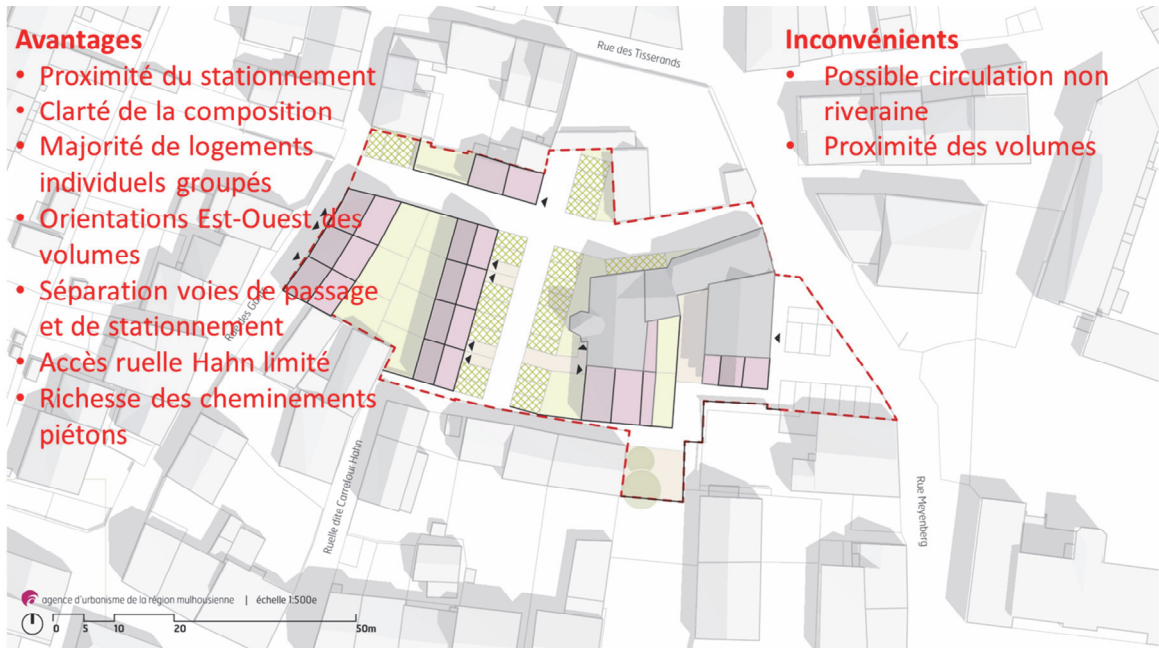 Avantages
• Proximité du stationnement
• Clarté de la composition
• Majorité de logements
individuels groupés
• Orientations Est-Ouest des
volumes
• Séparation voies de passage
et de stationnement
• Accès ruelle Hahn limité
• Richesse des cheminements
piétons
Inconvénients
• Possible circulation non
riveraine
• Proximité des volumes
Rue des Tisserands
Rue des
Ruelle dite Carrefour Hahn
Rue Meyenberg
agence d'urbanisme de la région mulhousienne | échelle 1:500e
0 5 10 20 50m